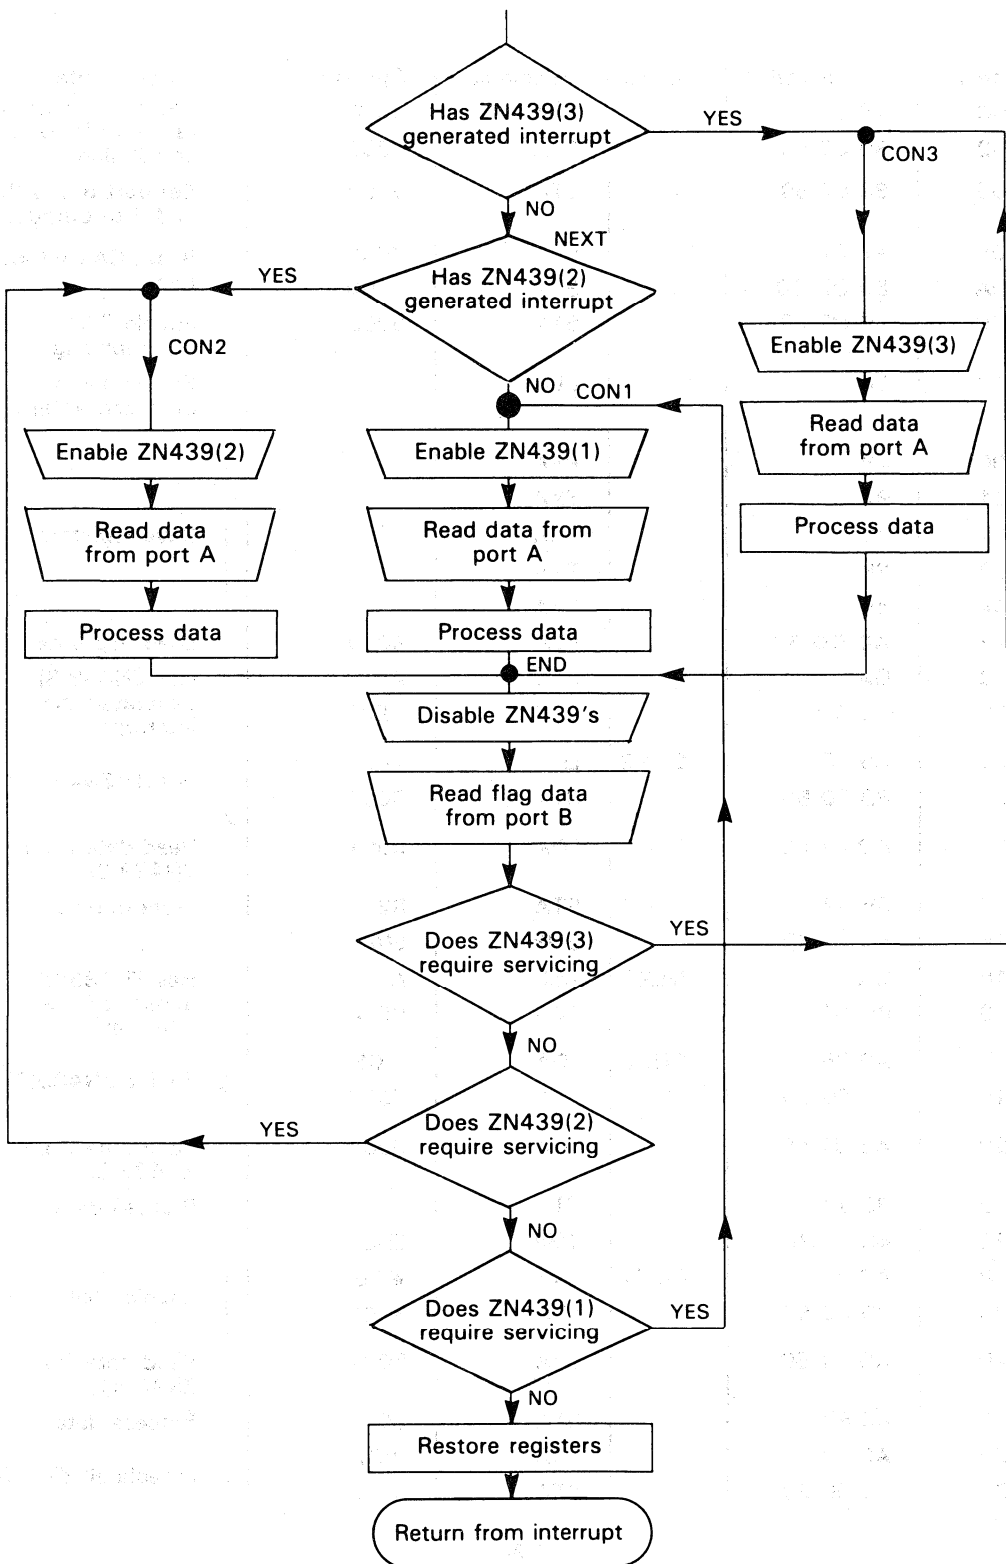 Has ZN439(3)
generated interrupt
YES
CON3
NO
NEXT
Has ZN439(2)
generated interrupt
YES
CON2
Enable ZN439(3)
NO
CON1
Read data
from port A
Enable ZN439(2)
Enable ZN439(1)
Process data
Read data
from port A
Read data from
port A
Process data
Process data
END
Disable ZN439's
Read flag data
from port B
Does ZN439(3)
require servicing
YES
NO
Does ZN439(2)
require servicing
YES
NO
Does ZN439(1)
require servicing
YES
NO
Restore registers
Return from interrupt